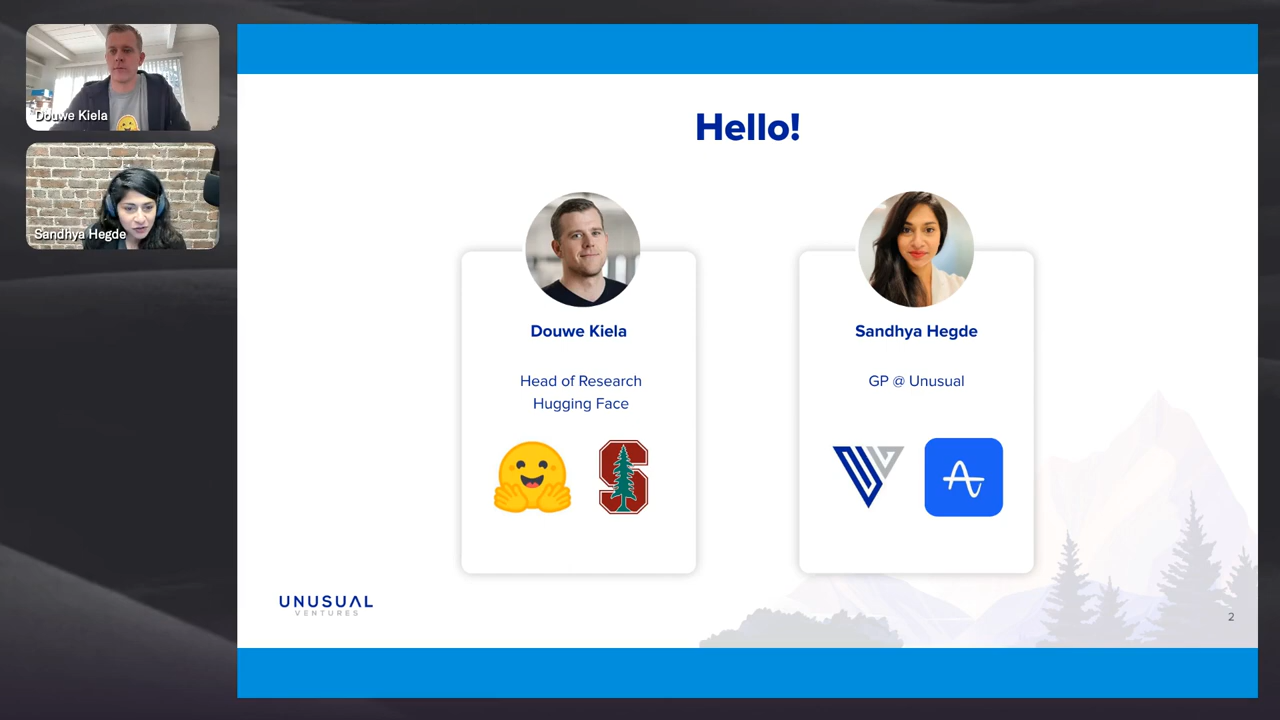 Douwe Kiela
Sandhya Hegde
Hello!
Douwe Kiela
Head of Research
Hugging Face
Sandhya Hegde
GP @ Unusual
UNUSUAL
VENTURES
2